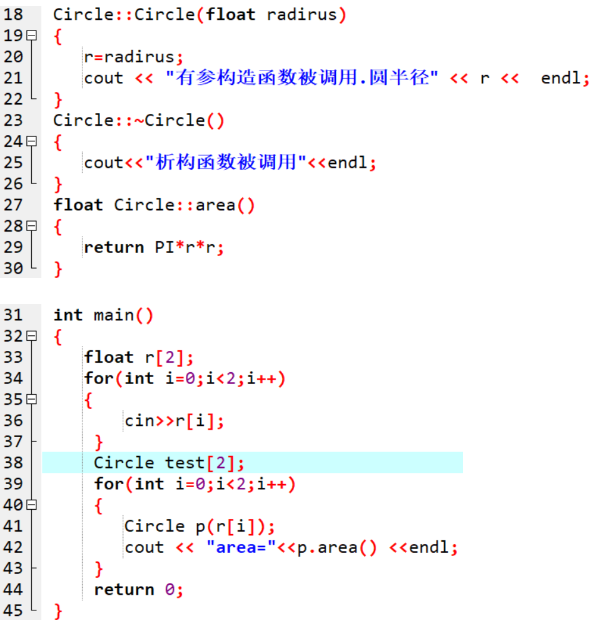 18 Circle::Circle(float radirus)
19 {
20 r=radirus;
21 cout << "有参构造函数被调用.圆半径" << r << endl;
22 }
23 Circle::~Circle()
24 {
25 cout<<"析构函数被调用"<<endl;
26 }
27 float Circle::area()
28 {
29 return PI*r*r;
30 }
31 int main()
32 {
33 float r[2];
34 for(int i=0;i<2;i++)
35 {
36 cin>>r[i];
37 }
38 Circle test[2];
39 for(int i=0;i<2;i++)
40 {
41 Circle p(r[i]);
42 cout << "area="<<p.area() <<endl;
43 }
44 return 0;
45 }